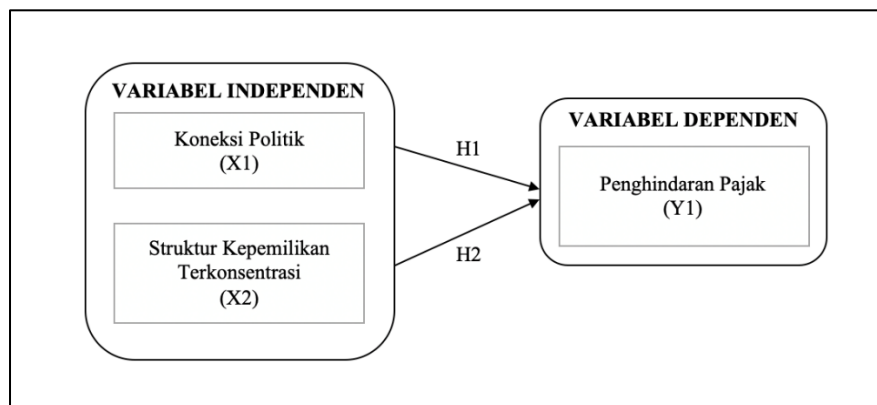 VARIABEL INDEPENDEN
Koneksi Politik
(X1)
Struktur Kepemilikan
Terkonsentrasi
(X2)
H1
H2
VARIABEL DEPENDEN
Penghindaran Pajak
(Y1)